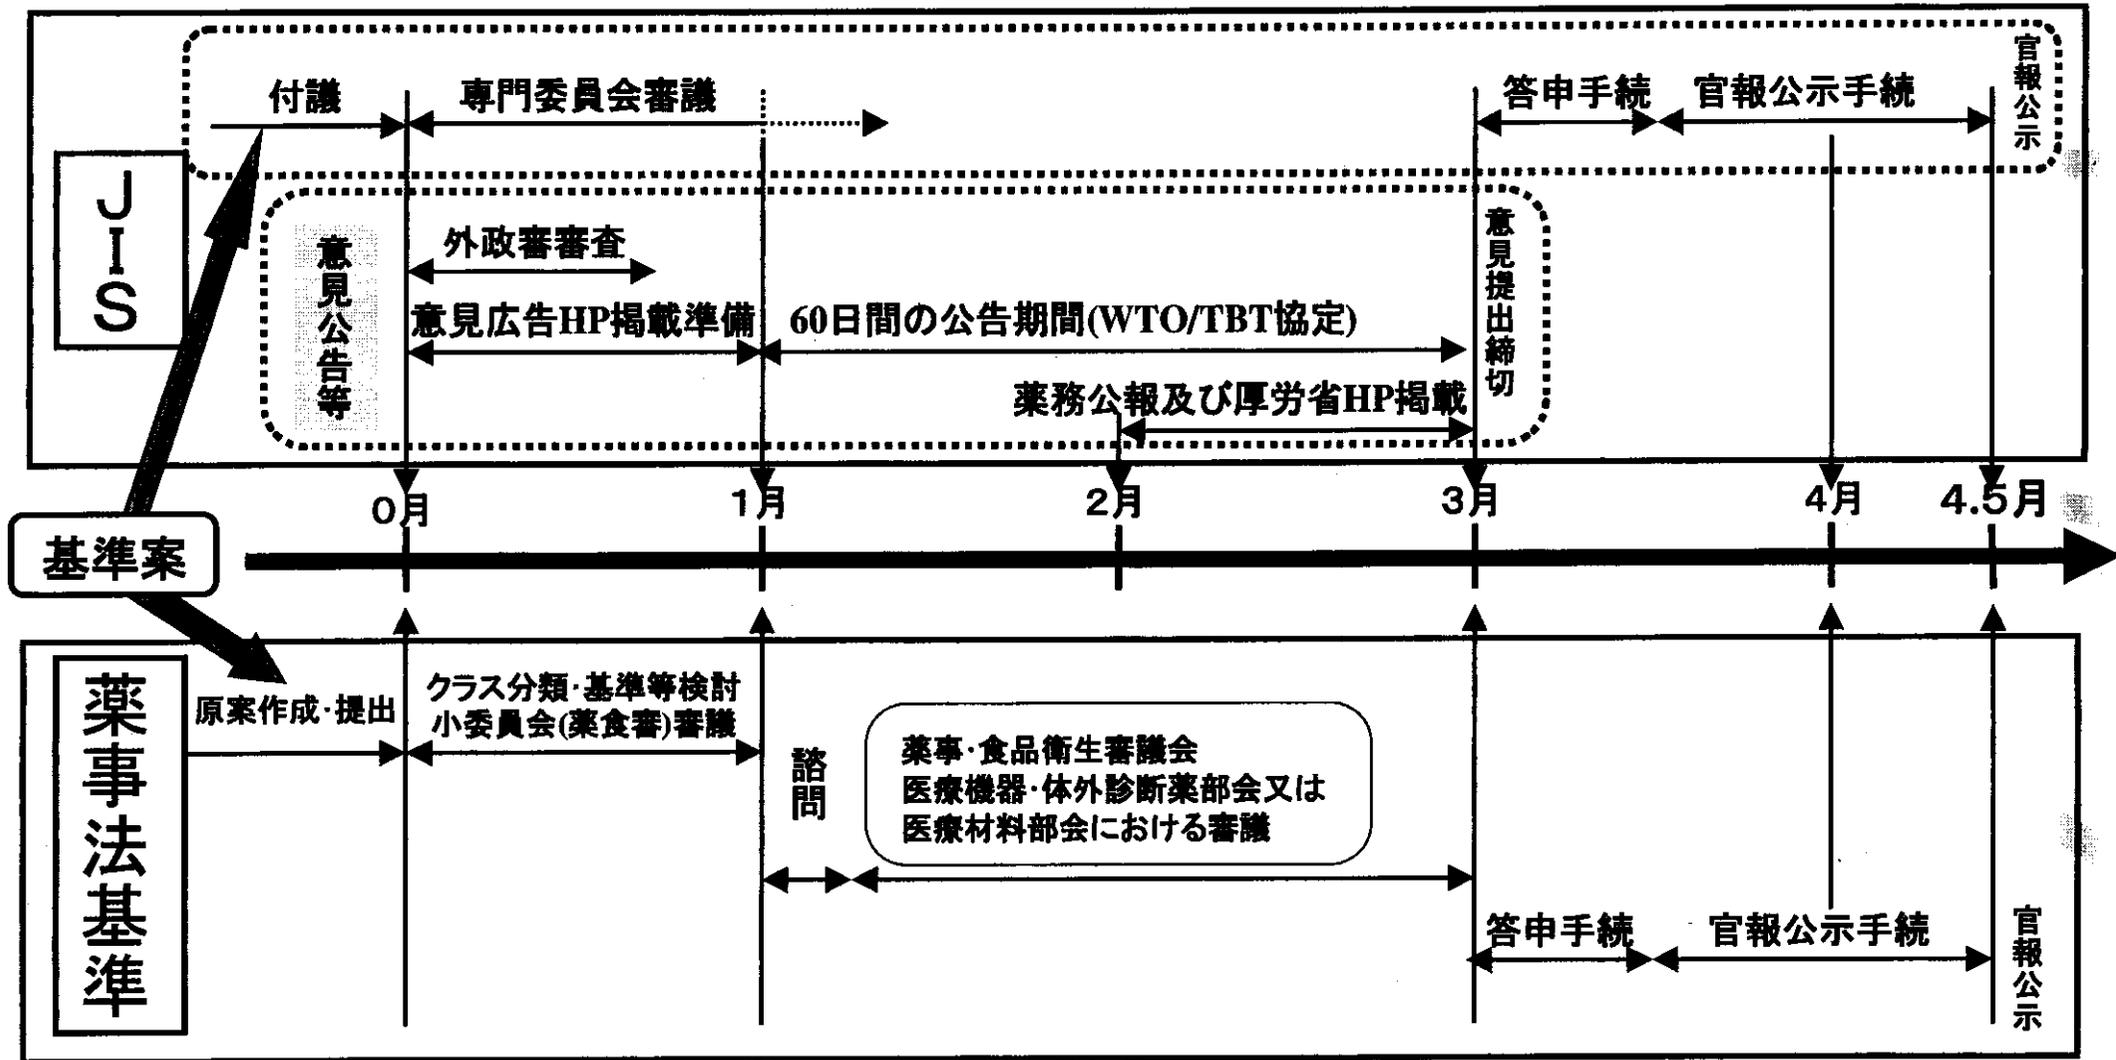 付議
専門委員会審議
答申手続
官報公示手続
官報公示
JIS
意見公告等
外政審審査
意見広告HP掲載準備
60日間の公告期間(WTO/TBT協定)
薬務公報及び厚労省HP掲載
意見提出締切
0月
1月
2月
3月
4月
4.5月
基準案
薬事法基準
原案作成・提出
クラス分類・基準等検討
小委員会(薬食審)審議
諮問
薬事・食品衛生審議会
医療機器・体外診断薬部会又は
医療材料部会における審議
答申手続
官報公示手続
官報公示